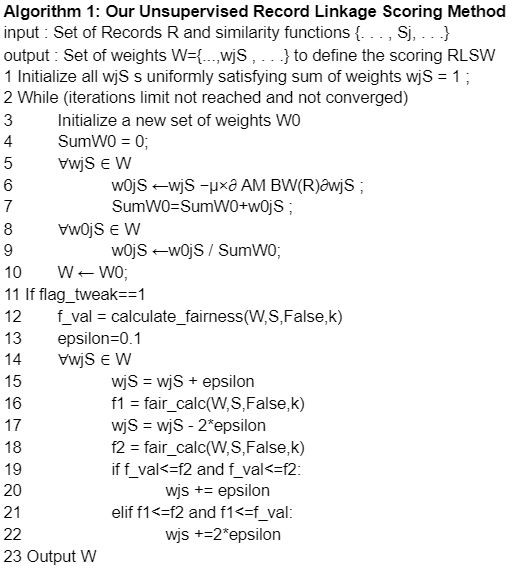 Algorithm 1: Our Unsupervised Record Linkage Scoring Method
input : Set of Records R and similarity functions {. . . , Sj, . . .}
output : Set of weights W={...,wjS , . . .} to define the scoring RLSW
1 Initialize all wjS s uniformly satisfying sum of weights wjS = 1 ;
2 While (iterations limit not reached and not converged)
3 Initialize a new set of weights W0
4 SumW0 = 0;
5 ∀wjS ∈ W
6 w0jS ←wjS −μ×∂ AM BW(R)∂wjS ;
7 SumW0=SumW0+w0jS ;
8 ∀w0jS ∈ W
9 w0jS ←w0jS / SumW0;
10 W ← W0;
11 If flag_tweak==1
12 f_val = calculate_fairness(W,S,False,k)
13 epsilon=0.1
14 ∀wjS ∈ W
15 wjS = wjS + epsilon
16 f1 = fair_calc(W,S,False,k)
17 wjS = wjS - 2*epsilon
18 f2 = fair_calc(W,S,False,k)
19 if f_val<=f2 and f_val<=f2:
20 wjs += epsilon
21 elif f1<=f2 and f1<=f_val:
22 wjs +=2*epsilon
23 Output W